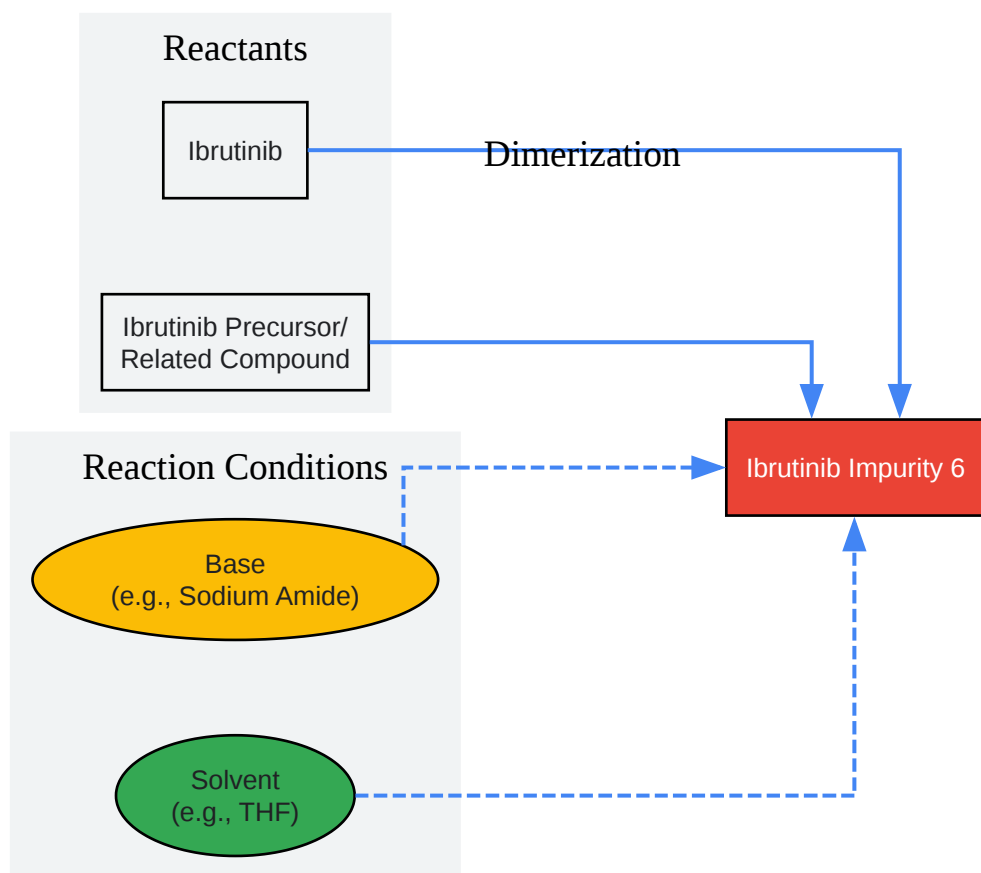 Reactants
Ibrutinib
Dimerization
Ibrutinib Precursor/
Related Compound
Reaction Conditions
Ibrutinib Impurity 6
Base
(e.g., Sodium Amide)
Solvent
(e.g., THF)